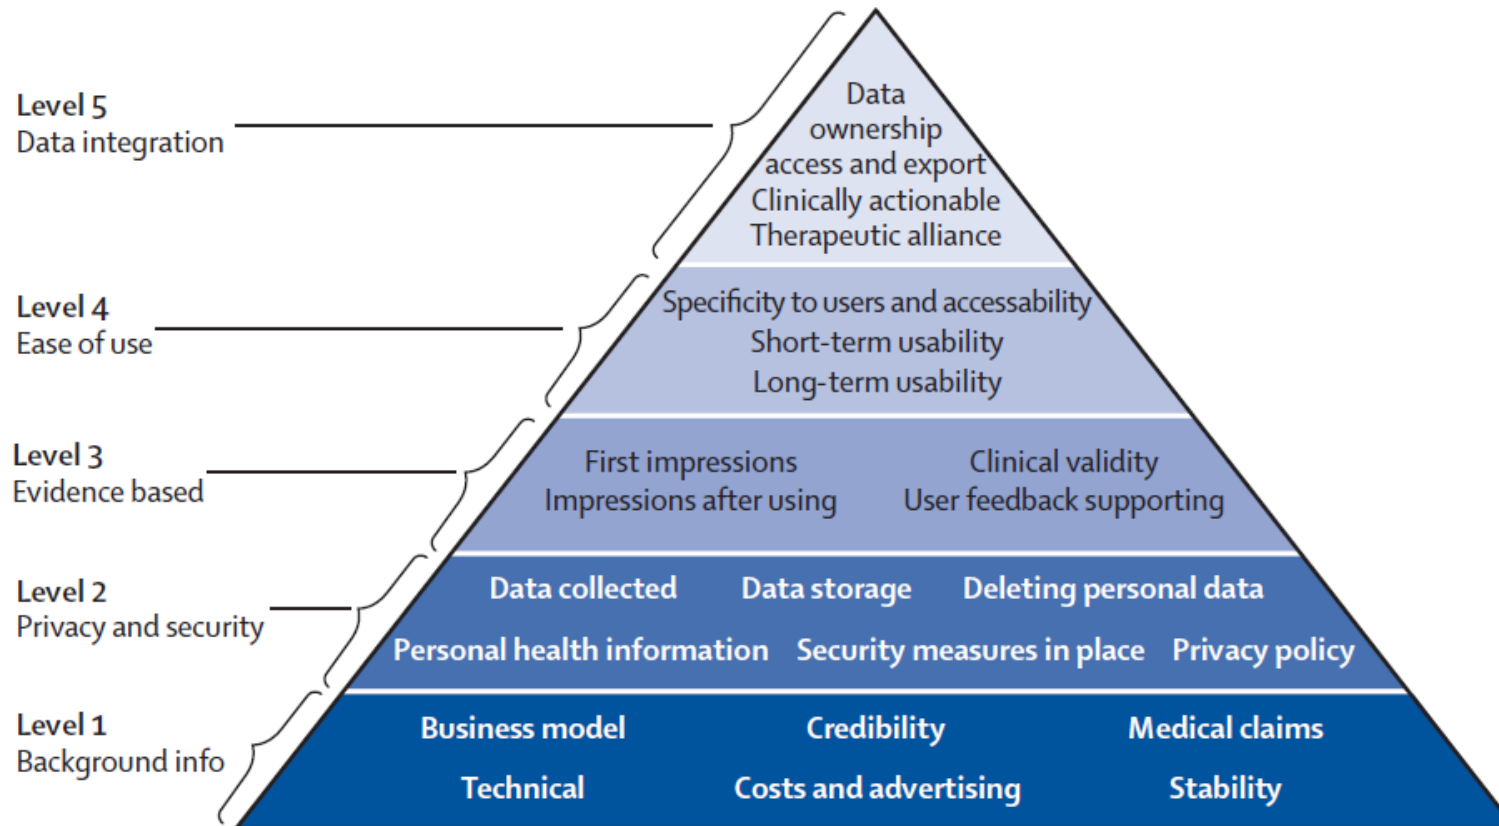 Level 5
Data integration
Data
ownership
access and export
Clinically actionable
Therapeutic alliance
Level 4
Ease of use
Specificity to users and accessability
Short-term usability
Long-term usability
Level 3
Evidence based
First impressions Clinical validity
Impressions after using User feedback supporting
Level 2
Privacy and security
Data collected Data storage Deleting personal data
Personal health information Security measures in place Privacy policy
Level 1
Background info
Business model Credibility Medical claims
Technical Costs and advertising Stability